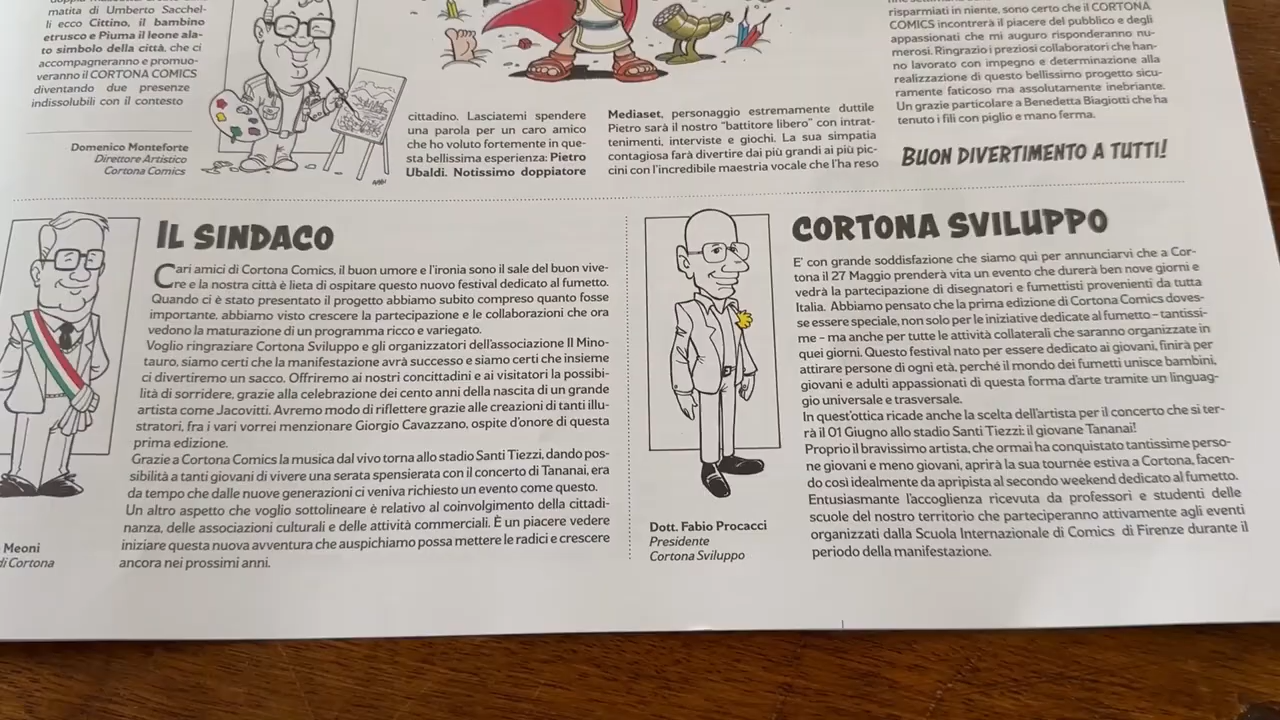 matita di Umberto Sacchel-
li ecco Cittino, il bambino
etrusco e Piuma il leone ala-
to simbolo della città, che ci
accompagneranno e promuo-
veranno il CORTONA COMICS
diventando due presenze
indissolubili con il contesto
Domenico Monteforte
Direttore Artistico
Cortona Comics
cittadino. Lasciatemi spendere
una parola per un caro amico
che ho voluto fortemente in que-
sta bellissima esperienza: Pietro
Ubaldi. Notissimo doppiatore
Mediaset, personaggio estremamente duttile
Pietro sarà il nostro "battitore libero" con intrat-
tenimenti, interviste e giochi. La sua simpatia
contagiosa farà divertire dai più grandi ai più pic-
cini con l'incredibile maestria vocale che l'ha reso
risparmiati in niente, sono certo che il CORTONA
COMICS incontrerà il piacere del pubblico e degli
appassionati che mi auguro risponderanno nu-
merosi. Ringrazio i preziosi collaboratori che han-
no lavorato con impegno e determinazione alla
realizzazione di questo bellissimo progetto sicu-
ramente faticoso ma assolutamente inebriante.
Un grazie particolare a Benedetta Biagiotti che ha
tenuto i fili con piglio e mano ferma.
BUON DIVERTIMENTO A TUTTI!
IL SINDACO
Cari amici di Cortona Comics, il buon umore e l'ironia sono il sale del buon vive-
re e la nostra città è lieta di ospitare questo nuovo festival dedicato al fumetto.
Quando ci è stato presentato il progetto abbiamo subito compreso quanto fosse
importante, abbiamo visto crescere la partecipazione e le collaborazioni che ora
vedono la maturazione di un programma ricco e variegato.
Voglio ringraziare Cortona Sviluppo e gli organizzatori dell'associazione Il Mino-
tauro, siamo certi che la manifestazione avrà successo e siamo certi che insieme
ci divertiremo un sacco. Offriremo ai nostri concittadini e ai visitatori la possibi-
lità di sorridere, grazie alla celebrazione dei cento anni della nascita di un grande
artista come Jacovitti. Avremo modo di riflettere grazie alle creazioni di tanti illu-
stratori, fra i vari vorrei menzionare Giorgio Cavazzano, ospite d'onore di questa
prima edizione.
Grazie a Cortona Comics la musica dal vivo torna allo stadio Santi Tiezzi, dando pos-
sibilità a tanti giovani di vivere una serata spensierata con il concerto di Tananai, era
da tempo che dalle nuove generazioni ci veniva richiesto un evento come questo.
Un altro aspetto che voglio sottolineare è relativo al coinvolgimento della cittadi-
nanza, delle associazioni culturali e delle attività commerciali. È un piacere vedere
iniziare questa nuova avventura che auspichiamo possa mettere le radici e crescere
ancora nei prossimi anni.
Meoni
di Cortona
CORTONA SVILUPPO
E' con grande soddisfazione che siamo qui per annunciarvi che a Cor-
tona il 27 Maggio prenderà vita un evento che durerà ben nove giorni e
vedrà la partecipazione di disegnatori e fumettisti provenienti da tutta
Italia. Abbiamo pensato che la prima edizione di Cortona Comics doves-
se essere speciale, non solo per le iniziative dedicate al fumetto - tantissi-
me - ma anche per tutte le attività collaterali che saranno organizzate in
quei giorni. Questo festival nato per essere dedicato ai giovani, finirà per
attirare persone di ogni età, perché il mondo dei fumetti unisce bambini,
giovani e adulti appassionati di questa forma d'arte tramite un linguag-
gio universale e trasversale.
In quest'ottica ricade anche la scelta dell'artista per il concerto che si ter-
rà il 01 Giugno allo stadio Santi Tiezzi: il giovane Tananai!
Proprio il bravissimo artista, che ormai ha conquistato tantissime perso-
ne giovani e meno giovani, aprirà la sua tournée estiva a Cortona, facen-
do così idealmente da apripista al secondo weekend dedicato al fumetto.
Entusiasmante l'accoglienza ricevuta da professori e studenti delle
scuole del nostro territorio che parteciperanno attivamente agli eventi
organizzati dalla Scuola Internazionale di Comics di Firenze durante il
periodo della manifestazione.
Dott. Fabio Procacci
Presidente
Cortona Sviluppo